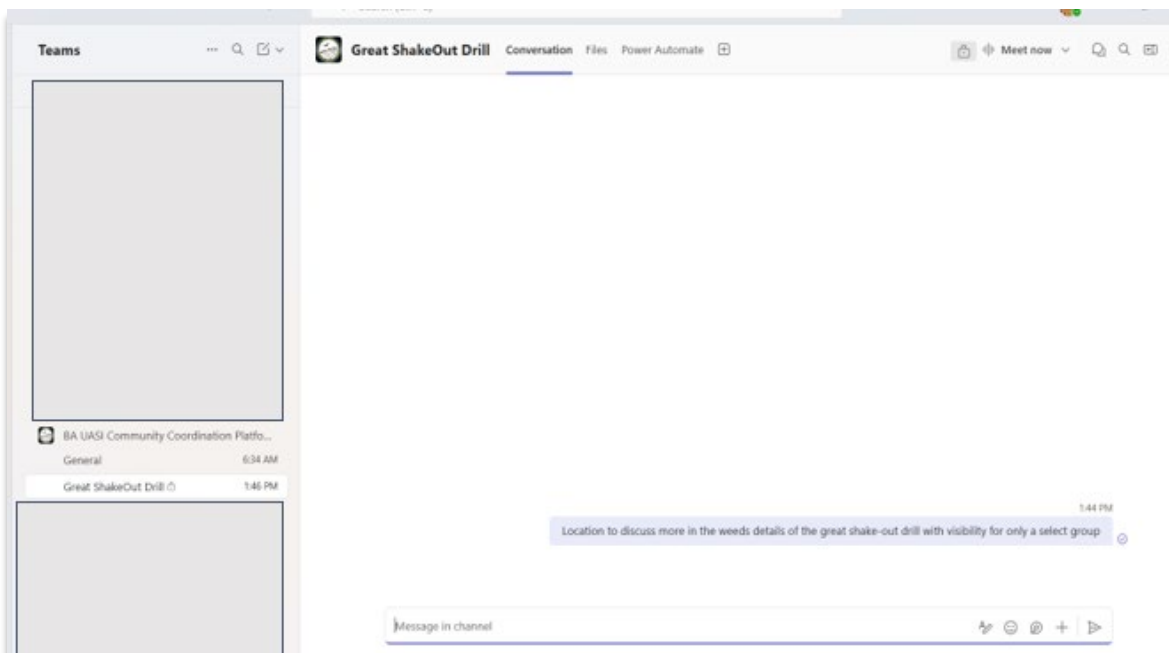 Teams
Great ShakeOut Drill Conversation Files Power Automate
Meet now
BA UASI Community Coordination Platfo...
General 6:34 AM
Great ShakeOut Drill 1:46 PM
1:44 PM
Location to discuss more in the weeds details of the great shake-out drill with visibility for only a select group
Message in channel